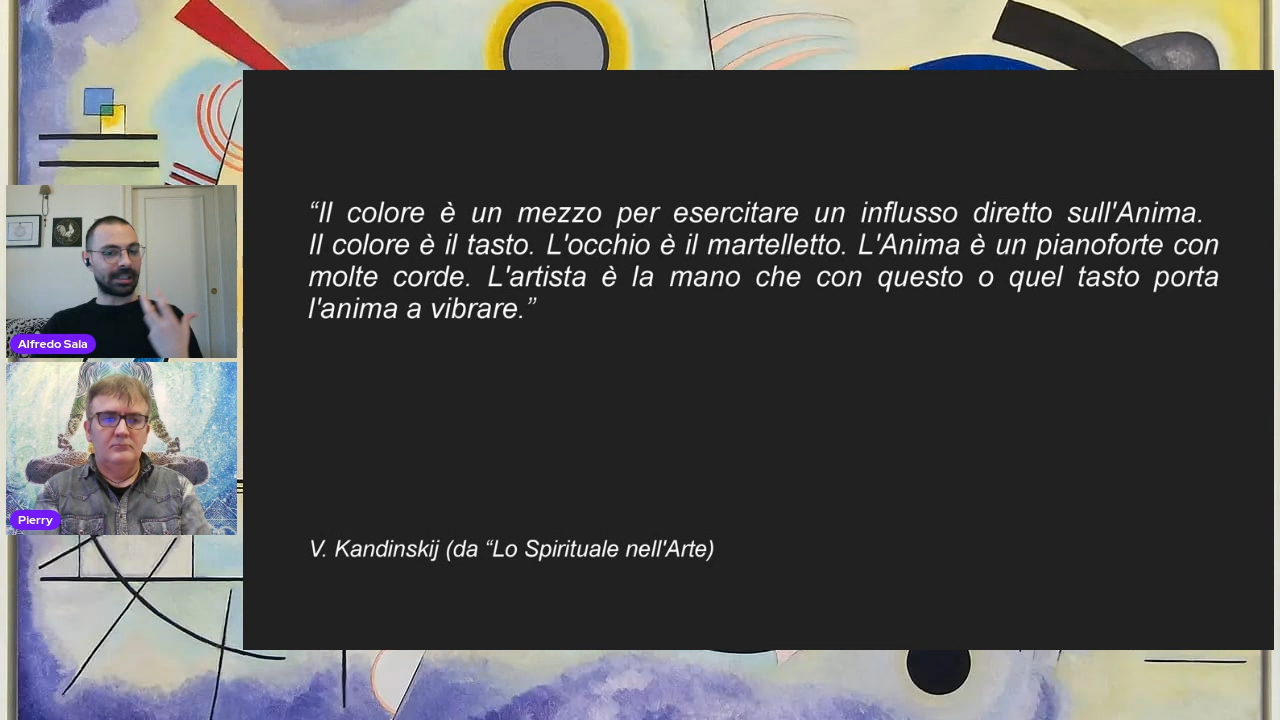 “Il colore è un mezzo per esercitare un influsso diretto sull'Anima.
Il colore è il tasto. L'occhio è il martelletto. L'Anima è un pianoforte con
molte corde. L'artista è la mano che con questo o quel tasto porta
l'anima a vibrare.”
Alfredo Sala
Pierry
V. Kandinskij (da “Lo Spirituale nell'Arte)